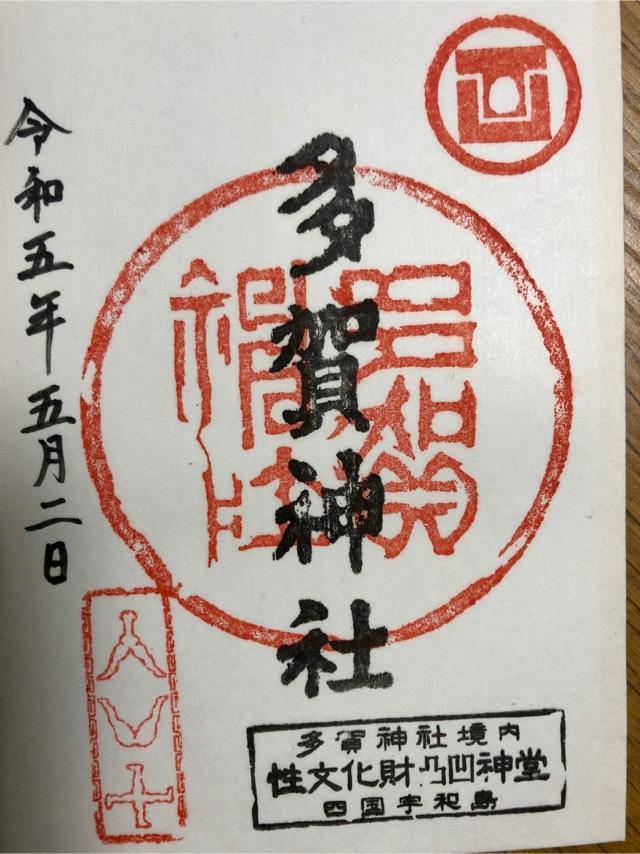 多賀神社
令和五年五月二日
多賀神社境内
性文化財凸凹神堂
四国宇和島